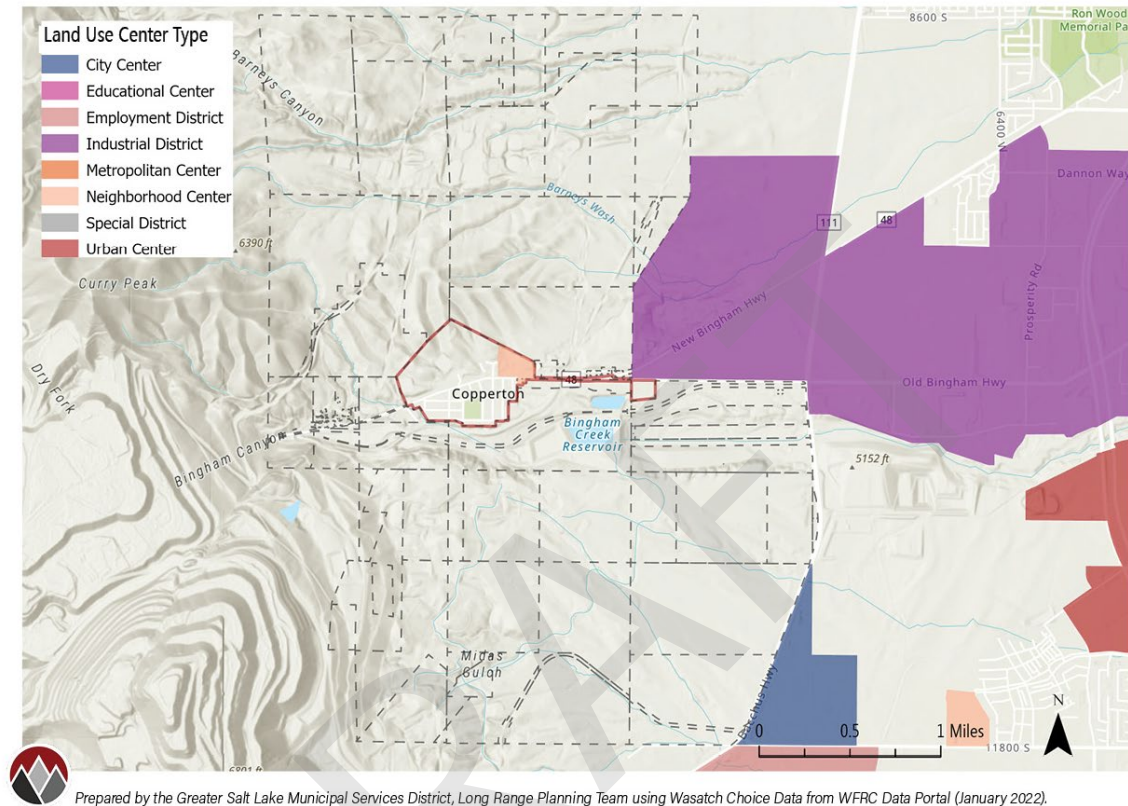 Land Use Center Type
City Center
Educational Center
Employment District
Industrial District
Metropolitan Center
Neighborhood Center
Special District
Urban Center
8600 S
Ron Wood
Memorial Pa
Barneys Canyon
6400 W
Dannon Way
Barneys Wash
111
48
6390 ft
Curry Peak
Prosperity Rd
New Bingham Hwy
Dry Fork
48
Old Bingham Hwy
Copperton
Bingham
Creek
Reservoir
Bingham Canyon
5152 ft
Midas
Gulch
Bacchus Hwy
0 0.5 1 Miles
N
11800 S
6801 ft
DRAFT
Prepared by the Greater Salt Lake Municipal Services District, Long Range Planning Team using Wasatch Choice Data from WFRC Data Portal (January 2022).